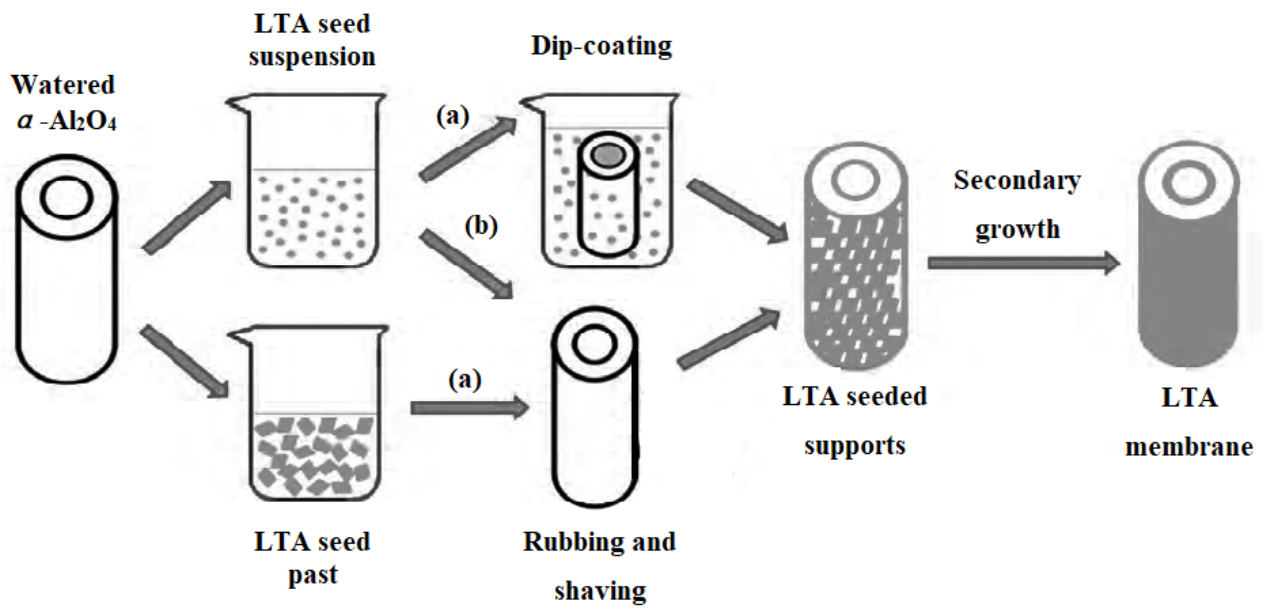 Watered
α-Al₂O₄
LTA seed
suspension
(a)
(b)
Dip-coating
LTA seed
past
(a)
Rubbing and
shaving
LTA seeded
supports
Secondary
growth
LTA
membrane